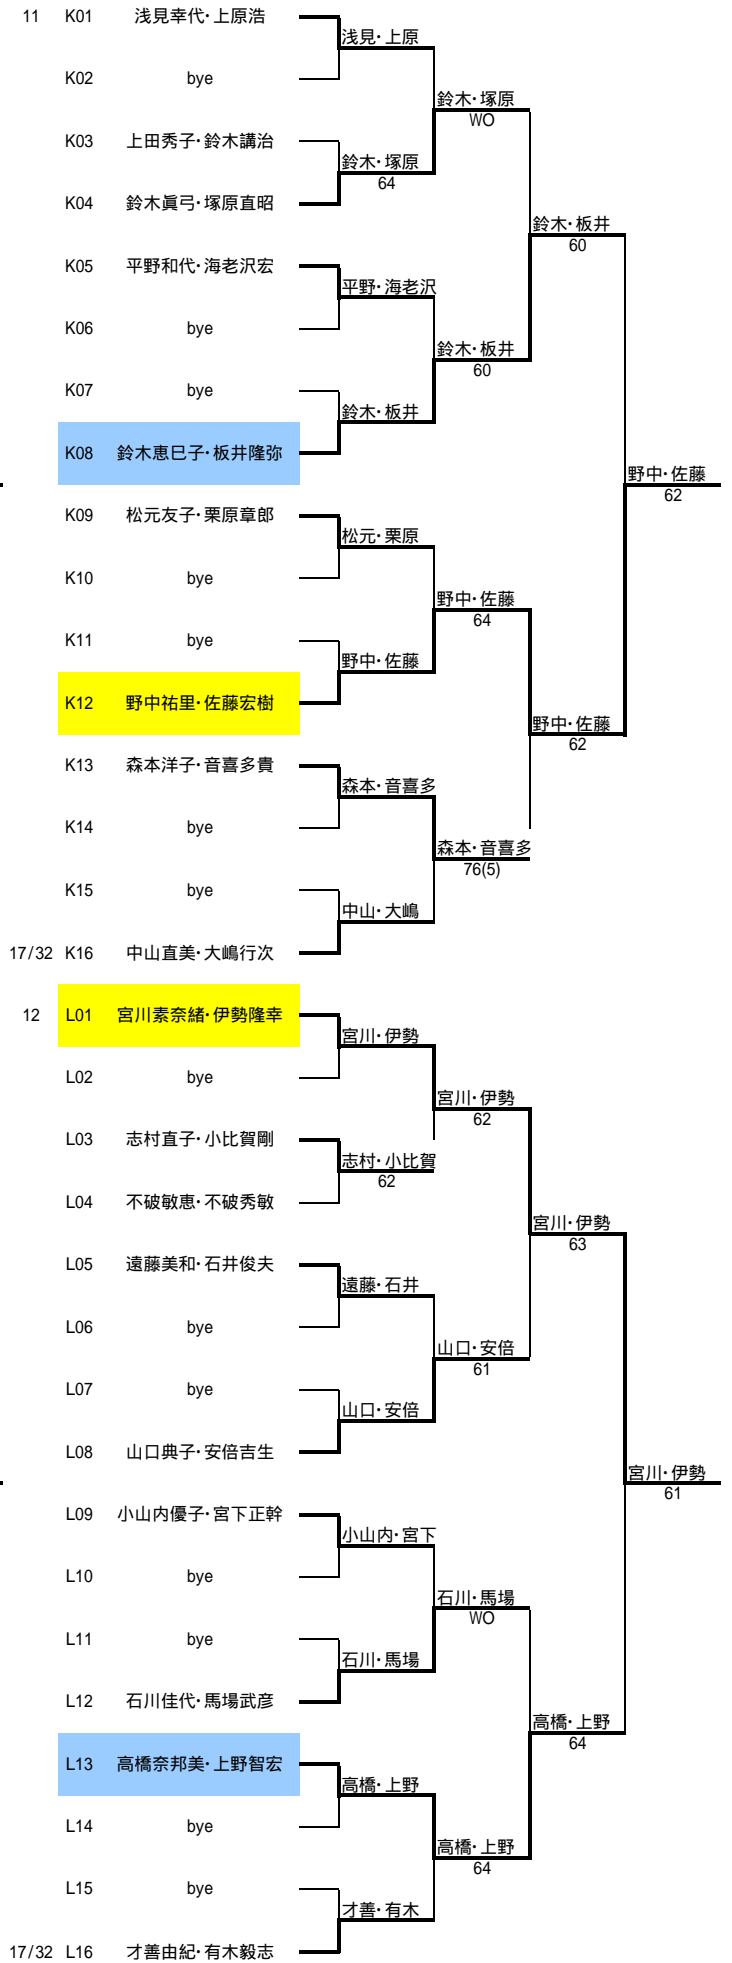 11 K01 浅見幸代・上原浩
浅見・上原
K02 bye
鈴木・塚原
WO
K03 上田秀子・鈴木講治
鈴木・塚原
64
K04 鈴木眞弓・塚原直昭
鈴木・板井
60
K05 平野和代・海老沢宏
平野・海老沢
K06 bye
鈴木・板井
60
K07 bye
鈴木・板井
K08 鈴木恵巳子・板井隆弥
野中・佐藤
62
K09 松元友子・栗原章郎
松元・栗原
K10 bye
野中・佐藤
64
K11 bye
野中・佐藤
K12 野中祐里・佐藤宏樹
野中・佐藤
62
K13 森本洋子・音喜多貴
森本・音喜多
K14 bye
森本・音喜多
76(5)
K15 bye
中山・大嶋
17/32 K16 中山直美・大嶋行次
12 L01 宮川素奈緒・伊勢隆幸
宮川・伊勢
L02 bye
宮川・伊勢
62
L03 志村直子・小比賀剛
志村・小比賀
62
L04 不破敏恵・不破秀敏
宮川・伊勢
63
L05 遠藤美和・石井俊夫
遠藤・石井
L06 bye
山口・安倍
61
L07 bye
山口・安倍
L08 山口典子・安倍吉生
宮川・伊勢
61
L09 小山内優子・宮下正幹
小山内・宮下
L10 bye
石川・馬場
WO
L11 bye
石川・馬場
L12 石川佳代・馬場武彦
高橋・上野
64
L13 高橋奈邦美・上野智宏
高橋・上野
L14 bye
高橋・上野
64
L15 bye
才善・有木
17/32 L16 才善由紀・有木毅志